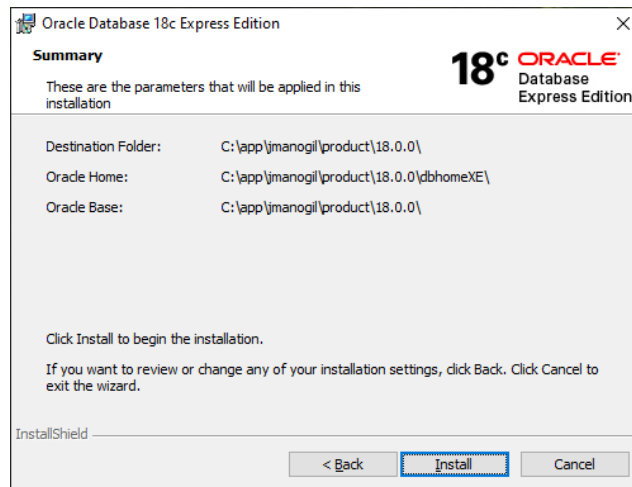 Oracle Database 18c Express Edition
Summary
These are the parameters that will be applied in this
installation
18c ORACLE
Database
Express Edition
Destination Folder: C:\app\jmanogil\product\18.0.0\
Oracle Home: C:\app\jmanogil\product\18.0.0\dbhomeXE\
Oracle Base: C:\app\jmanogil\product\18.0.0\
Click Install to begin the installation.
If you want to review or change any of your installation settings, click Back. Click Cancel to
exit the wizard.
InstallShield
< Back Install Cancel